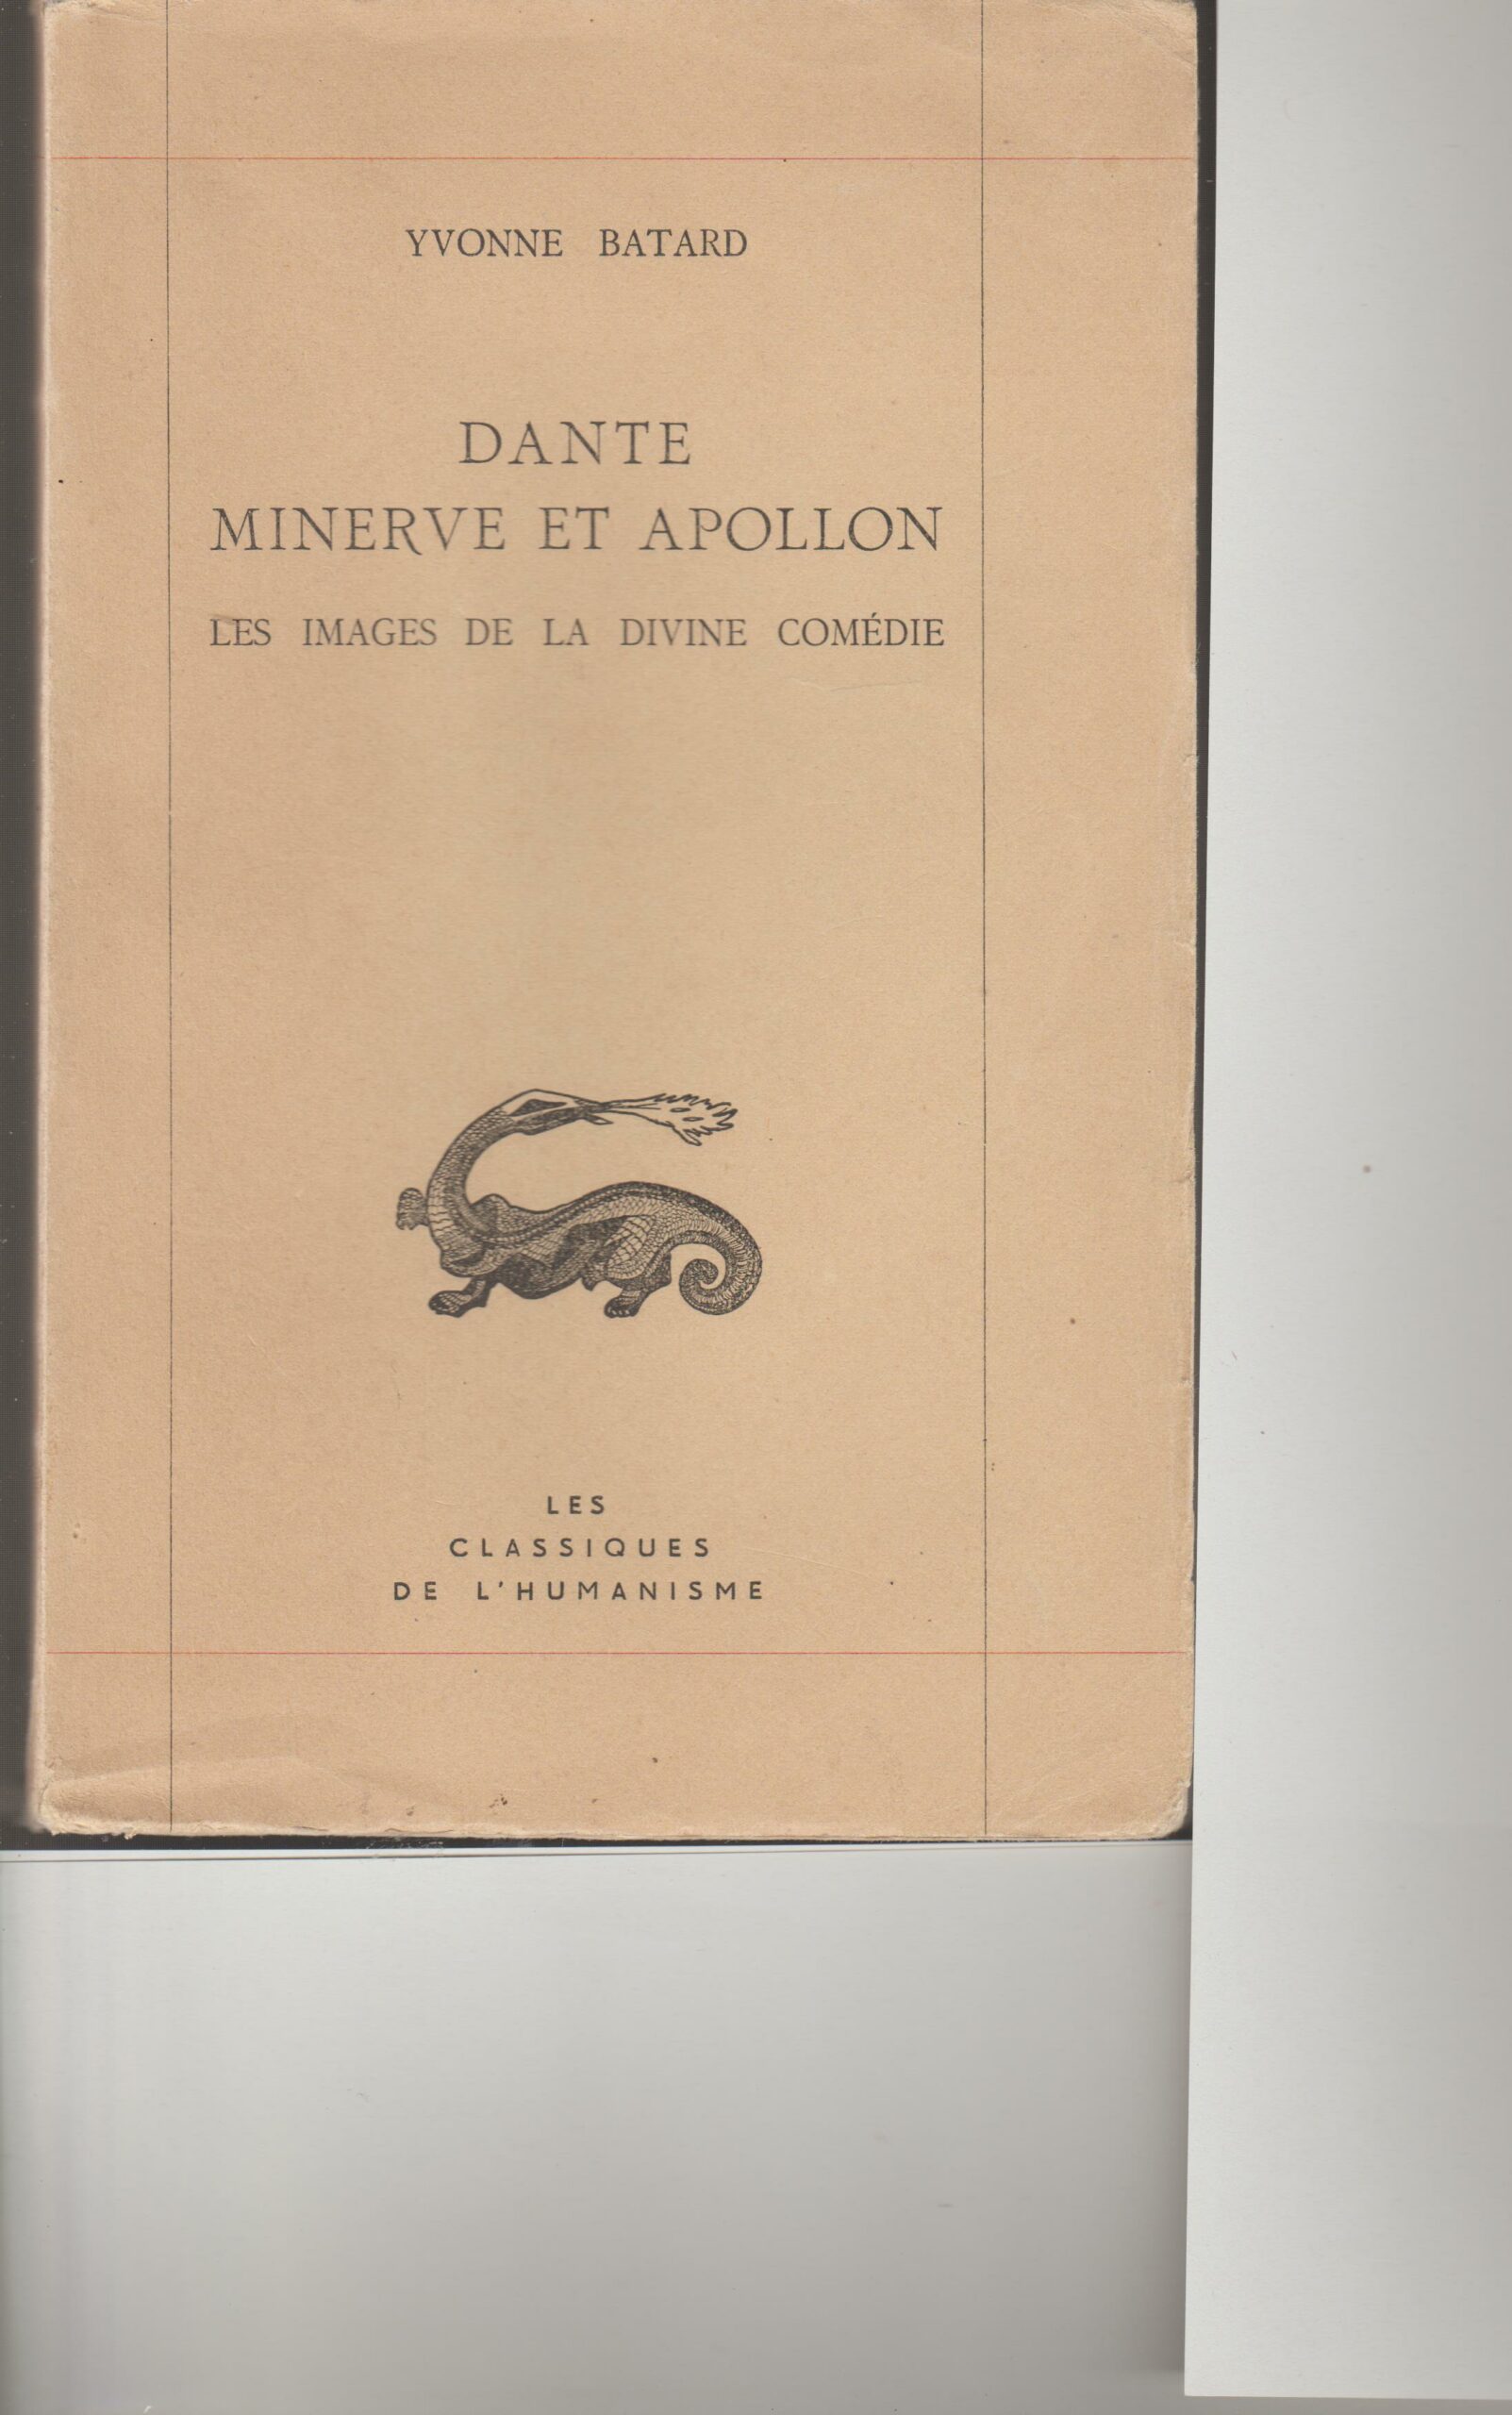 YVONNE BATARD
DANTE
MINERVE ET APOLLON
LES IMAGES DE LA DIVINE COMÉDIE
LES
CLASSIQUES
DE L'HUMANISME